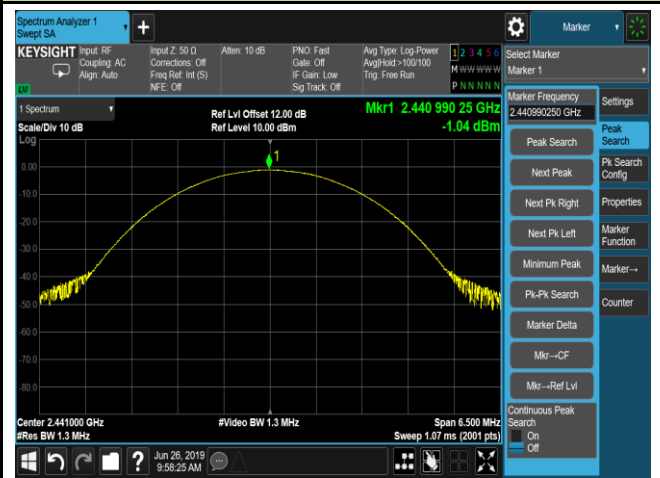 Spectrum Analyzer 1
Swept SA
Marker
KEYSIGHT
Input: RF
Coupling: AC
Align: Auto
Input Z: 50 Ω
Corrections: Off
Freq Ref: Int (S)
NFE: Off
Atten: 10 dB
PNO: Fast
Gate: Off
IF Gain: Low
Sig Track: Off
Avg Type: Log-Power
Avg|Hold:>100/100
Trig: Free Run
1 2 3 4 5 6
M W W W W W
P N N N N N
LXI
Select Marker
Marker 1
1 Spectrum
Scale/Div 10 dB
Log
Ref Lvl Offset 12.00 dB
Ref Level 10.00 dBm
Mkr1 2.440 990 25 GHz
-1.04 dBm
1
0.00
-10.0
-20.0
-30.0
-40.0
-50.0
-60.0
-70.0
-80.0
Center 2.441000 GHz
#Res BW 1.3 MHz
#Video BW 1.3 MHz
Span 6.500 MHz
Sweep 1.07 ms (2001 pts)
Marker Frequency
2.440990250 GHz
Peak Search
Next Peak
Next Pk Right
Next Pk Left
Minimum Peak
Pk-Pk Search
Marker Delta
Mkr→CF
Mkr→Ref Lvl
Continuous Peak
Search
On
Off
Settings
Peak
Search
Pk Search
Config
Properties
Marker
Function
Marker→
Counter
Jun 26, 2019
9:58:25 AM